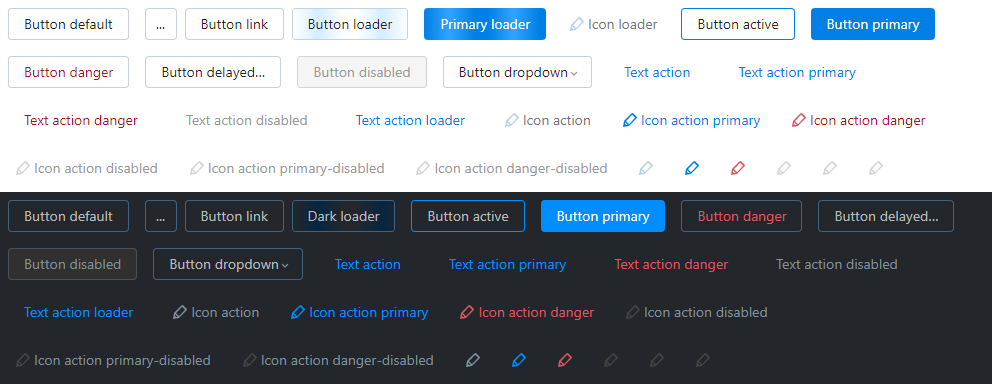 Button default ... Button link Button loader Primary loader Icon loader Button active Button primary
Button danger Button delayed... Button disabled Button dropdown Text action Text action primary
Text action danger Text action disabled Text action loader Icon action Icon action primary Icon action danger
Icon action disabled Icon action primary-disabled Icon action danger-disabled
Button default ... Button link Dark loader Button active Button primary Button danger Button delayed...
Button disabled Button dropdown Text action Text action primary Text action danger Text action disabled
Text action loader Icon action Icon action primary Icon action danger Icon action disabled
Icon action primary-disabled Icon action danger-disabled